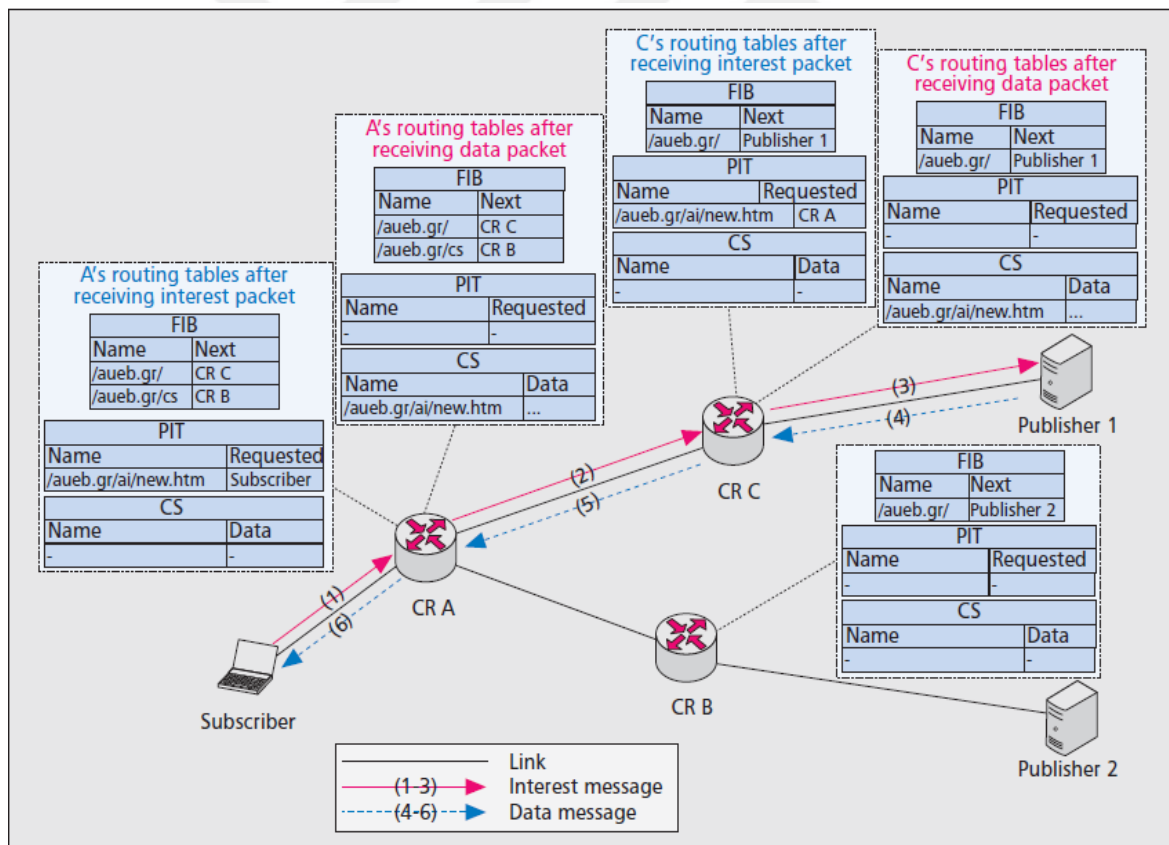 C's routing tables after
receiving interest packet
FIB
Name Next
/aueb.gr/ Publisher 1
PIT
Name Requested
/aueb.gr/ai/new.htm CR A
CS
Name Data
- -
C's routing tables after
receiving data packet
FIB
Name Next
/aueb.gr/ Publisher 1
PIT
Name Requested
- -
CS
Name Data
/aueb.gr/ai/new.htm ...
A's routing tables after
receiving data packet
FIB
Name Next
/aueb.gr/ CR C
/aueb.gr/cs CR B
PIT
Name Requested
- -
CS
Name Data
/aueb.gr/ai/new.htm ...
A's routing tables after
receiving interest packet
FIB
Name Next
/aueb.gr/ CR C
/aueb.gr/cs CR B
PIT
Name Requested
/aueb.gr/ai/new.htm Subscriber
CS
Name Data
- -
(3)
(4)
Publisher 1
(2)
(5)
CR C
(1)
(6)
CR A
Subscriber
FIB
Name Next
/aueb.gr/ Publisher 2
PIT
Name Requested
- -
CS
Name Data
- -
CR B
Publisher 2
Link
(1-3) Interest message
(4-6) Data message